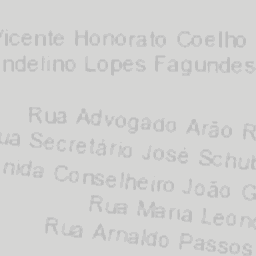 Vicente Honorato Coelho
ndelino Lopes Fagundes
Rua Advogado Arão R
ua Secretário José Schub
nida Conselheiro João G
Rua Maria Leono
Rua Arnaldo Passos